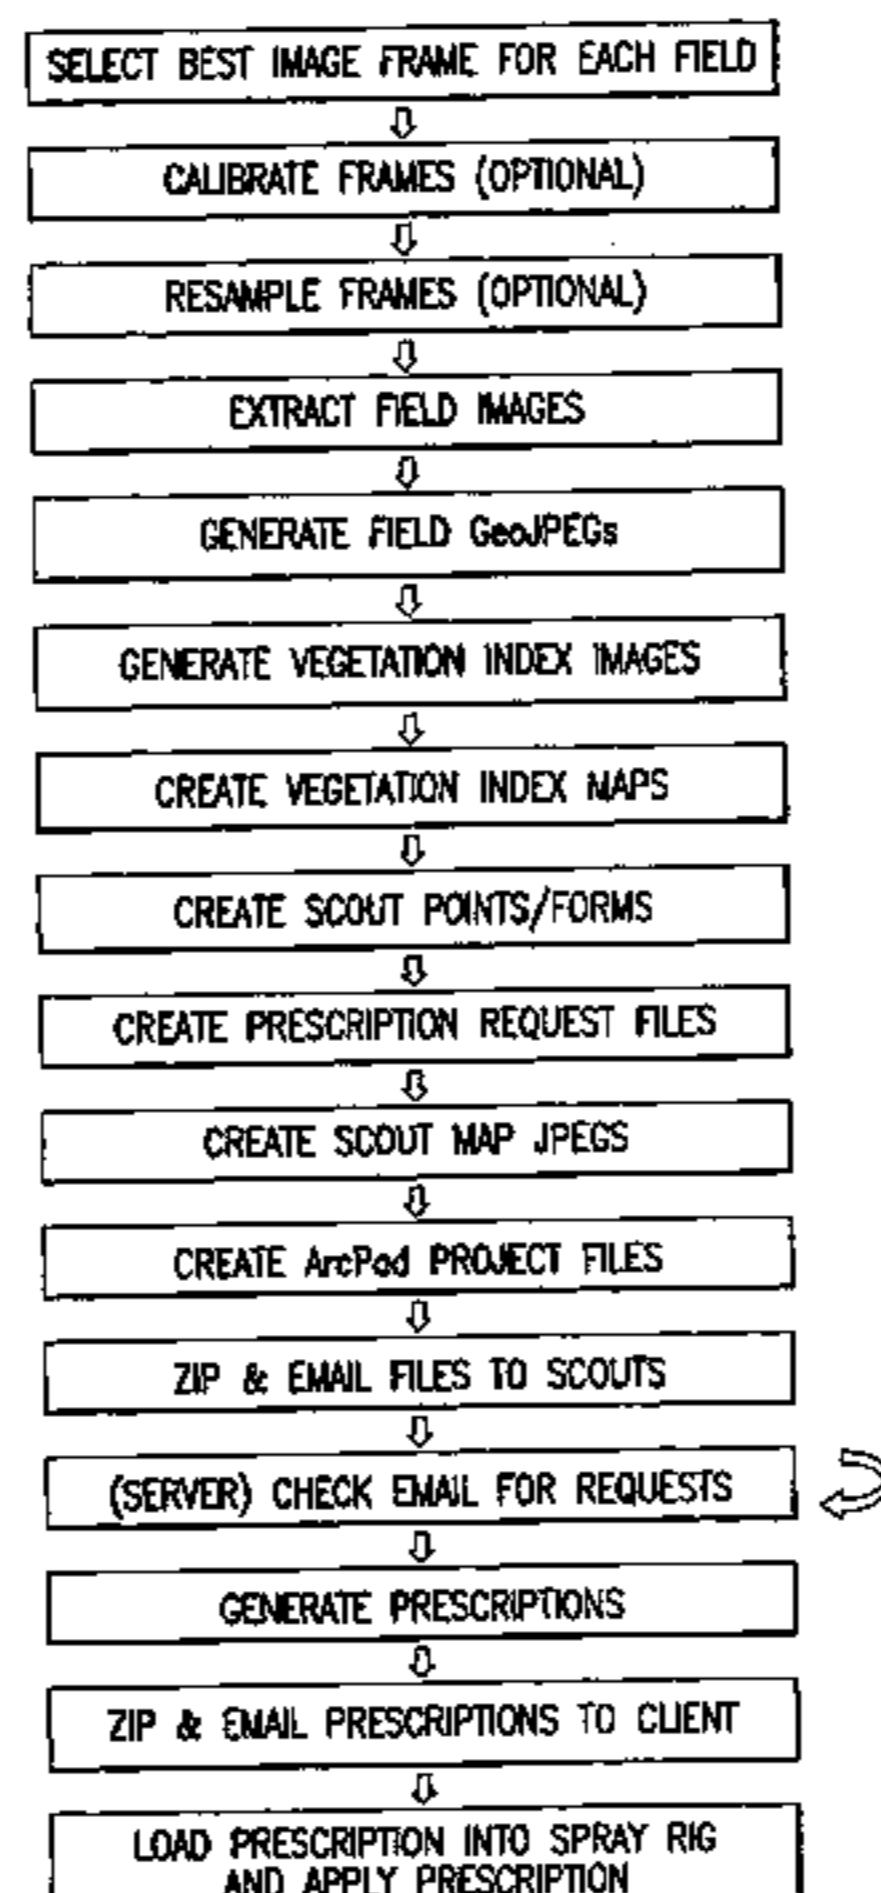 SELECT BEST IMAGE FRAME FOR EACH FIELD
CALIBRATE FRAMES (OPTIONAL)
RESAMPLE FRAMES (OPTIONAL)
EXTRACT FIELD IMAGES
GENERATE FIELD GeoJPEGs
GENERATE VEGETATION INDEX IMAGES
CREATE VEGETATION INDEX MAPS
CREATE SCOUT POINTS/FORMS
CREATE PRESCRIPTION REQUEST FILES
CREATE SCOUT MAP JPEGS
CREATE ArcPad PROJECT FILES
ZIP & EMAIL FILES TO SCOUTS
(SERVER) CHECK EMAIL FOR REQUESTS
GENERATE PRESCRIPTIONS
ZIP & EMAIL PRESCRIPTIONS TO CLIENT
LOAD PRESCRIPTION INTO SPRAY RIG
AND APPLY PRESCRIPTION